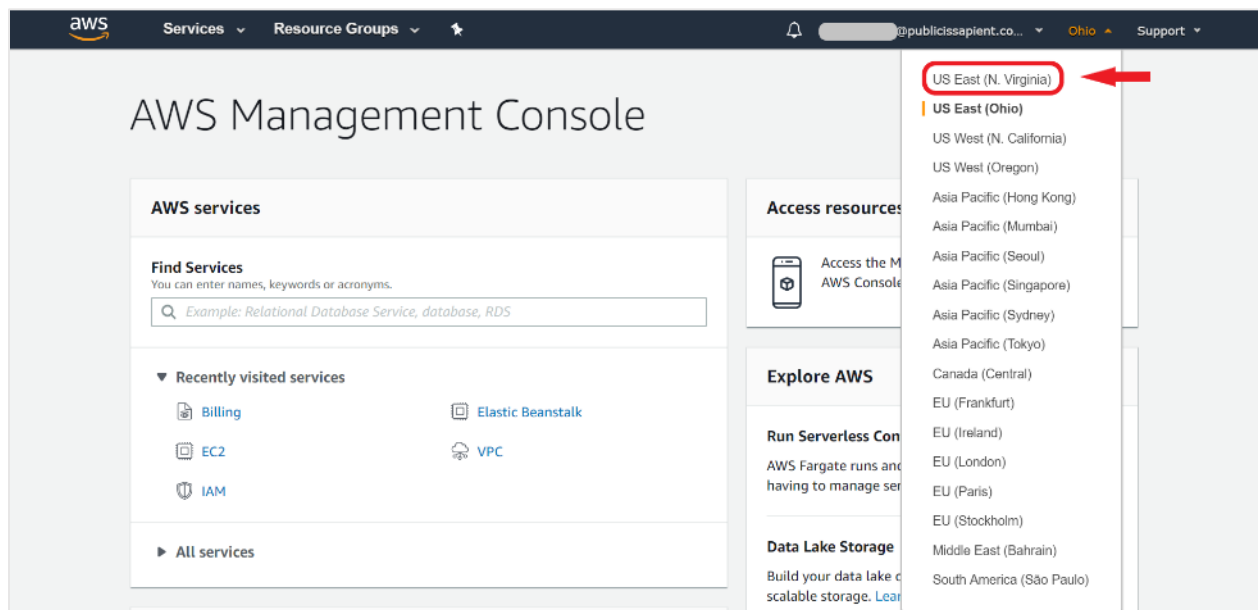 aws Services Resource Groups @publicissapient.co... Ohio Support
AWS Management Console
AWS services
Find Services
You can enter names, keywords or acronyms.
Example: Relational Database Service, database, RDS
Recently visited services
Billing
Elastic Beanstalk
EC2
VPC
IAM
All services
Access resources
Access the M
AWS Console
Explore AWS
Run Serverless Con
AWS Fargate runs and
having to manage ser
Data Lake Storage
Build your data lake
scalable storage. Lear
US East (N. Virginia)
US East (Ohio)
US West (N. California)
US West (Oregon)
Asia Pacific (Hong Kong)
Asia Pacific (Mumbai)
Asia Pacific (Seoul)
Asia Pacific (Singapore)
Asia Pacific (Sydney)
Asia Pacific (Tokyo)
Canada (Central)
EU (Frankfurt)
EU (Ireland)
EU (London)
EU (Paris)
EU (Stockholm)
Middle East (Bahrain)
South America (São Paulo)